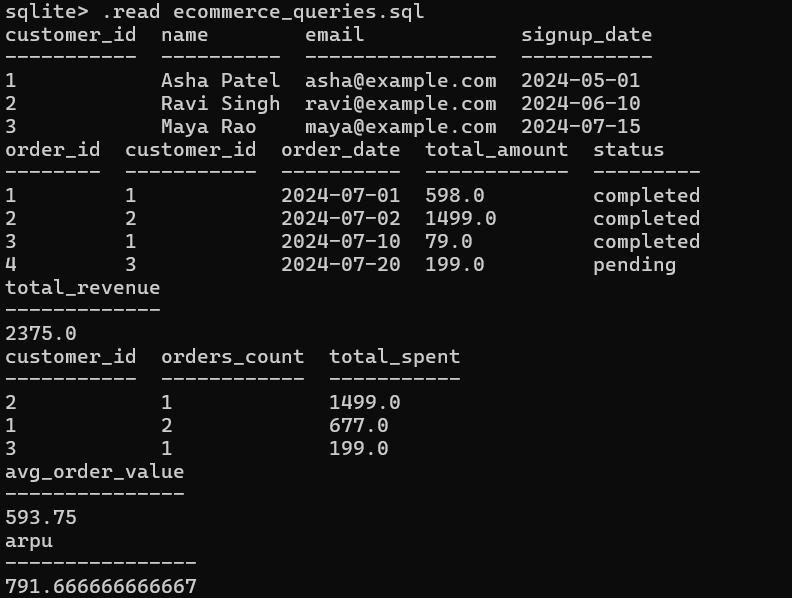 sqlite> .read ecommerce_queries.sql
customer_id  name        email             signup_date
-----------  ----------  ----------------  -----------
1            Asha Patel  asha@example.com  2024-05-01
2            Ravi Singh  ravi@example.com  2024-06-10
3            Maya Rao    maya@example.com  2024-07-15
order_id  customer_id  order_date  total_amount  status
--------  -----------  ----------  ------------  ---------
1         1            2024-07-01  598.0         completed
2         2            2024-07-02  1499.0        completed
3         1            2024-07-10  79.0          completed
4         3            2024-07-20  199.0         pending
total_revenue
-------------
2375.0
customer_id  orders_count  total_spent
-----------  ------------  -----------
2            1             1499.0
1            2             677.0
3            1             199.0
avg_order_value
---------------
593.75
arpu
----------------
791.666666666667